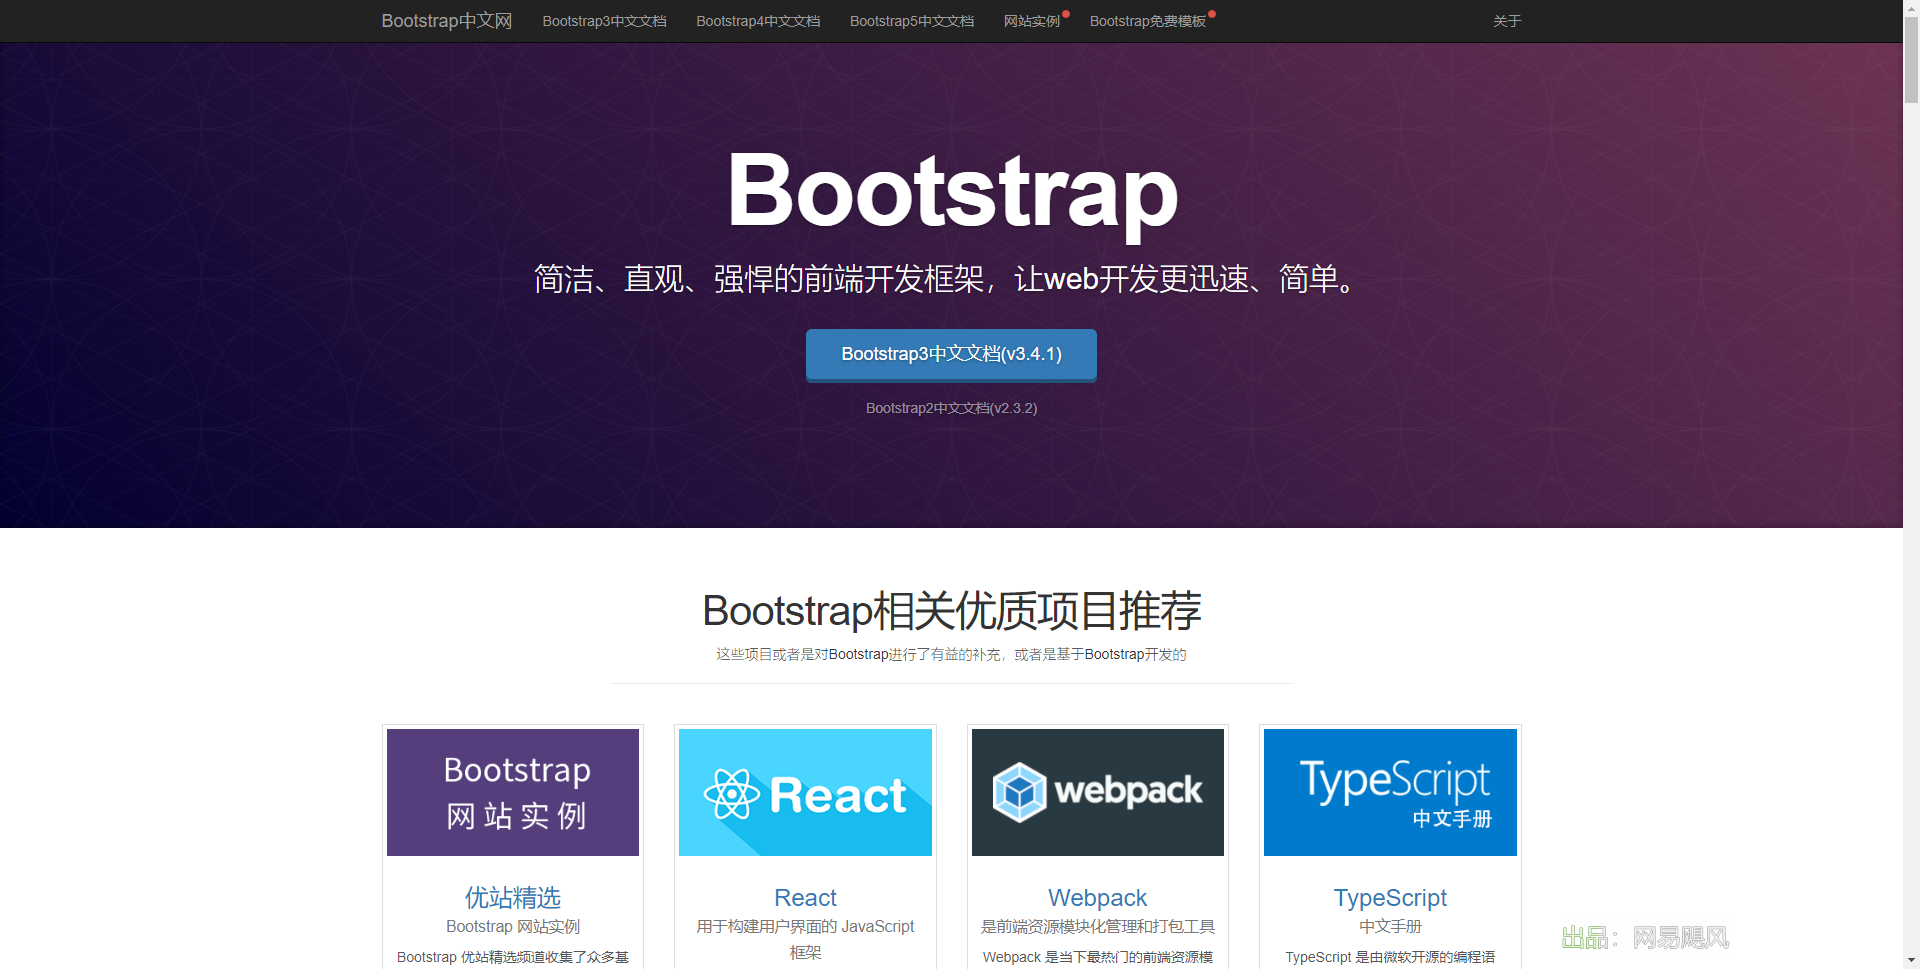 Bootstrap中文网 Bootstrap3中文文档 Bootstrap4中文文档 Bootstrap5中文文档 网站实例 Bootstrap免费模板 关于
Bootstrap
简洁、直观、强悍的前端开发框架，让web开发更迅速、简单。
Bootstrap3中文文档(v3.4.1)
Bootstrap2中文文档(v2.3.2)
Bootstrap相关优质项目推荐
这些项目或者是对Bootstrap进行了有益的补充，或者是基于Bootstrap开发的
Bootstrap
网站实例
优站精选
Bootstrap 网站实例
Bootstrap 优站精选频道收集了众多基
React
React
用于构建用户界面的 JavaScript
框架
webpack
Webpack
是前端资源模块化管理和打包工具
Webpack 是当下最热门的前端资源模
TypeScript
中文手册
TypeScript
中文手册
TypeScript 是由微软开源的编程语
出品：网易飓风